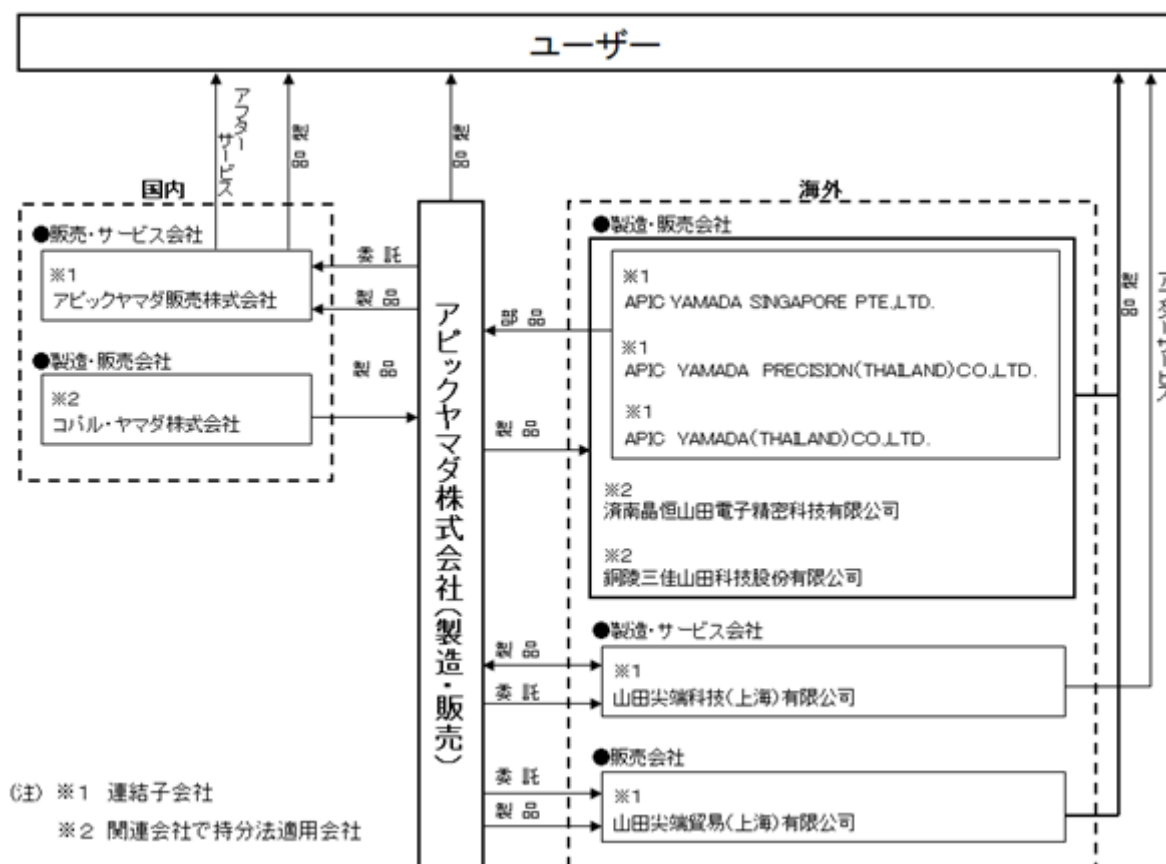 ユーザー
アフター
サービス
製品
製品
製品
アフターサービス
国内
海外
●販売・サービス会社
※1
アピックヤマダ販売株式会社
●製造・販売会社
※2
コパル・ヤマダ株式会社
委託
製品
製品
アピックヤマダ株式会社(製造・販売)
部品
製品
製品
委託
委託
製品
●製造・販売会社
※1
APIC YAMADA SINGAPORE PTE.,LTD.
※1
APIC YAMADA PRECISION(THAILAND)CO.,LTD.
※1
APIC YAMADA(THAILAND)CO.,LTD.
※2
済南晶恒山田電子精密科技有限公司
※2
銅陵三佳山田科技股份有限公司
●製造・サービス会社
※1
山田尖端科技(上海)有限公司
●販売会社
※1
山田尖端貿易(上海)有限公司
(注) ※1 連結子会社
※2 関連会社で持分法適用会社